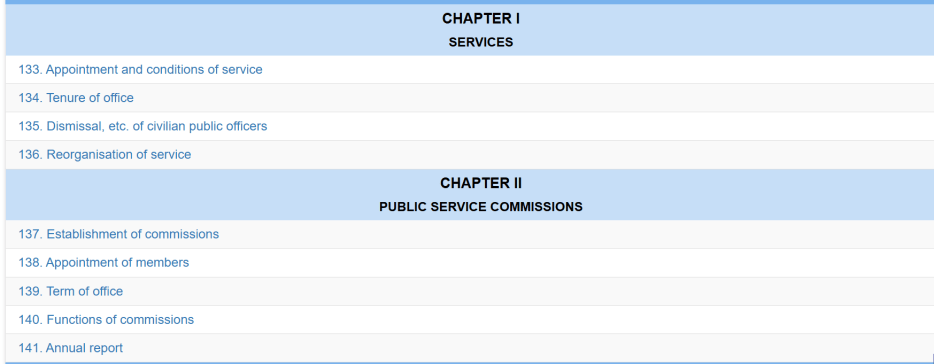 CHAPTER I
SERVICES
133. Appointment and conditions of service
134. Tenure of office
135. Dismissal, etc. of civilian public officers
136. Reorganisation of service
CHAPTER II
PUBLIC SERVICE COMMISSIONS
137. Establishment of commissions
138. Appointment of members
139. Term of office
140. Functions of commissions
141. Annual report